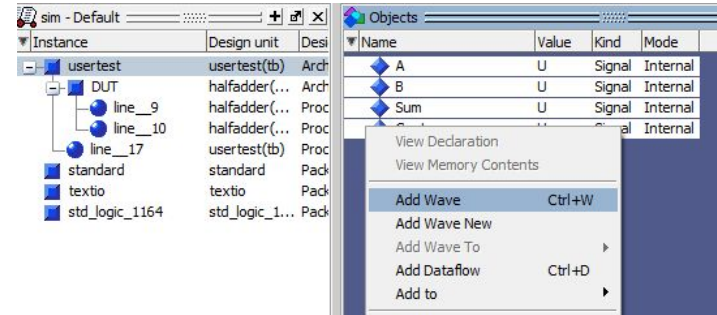 sim - Default
Instance Design unit Desi
usertest usertest(tb) Arch
DUT halfadder(... Arch
line__9 halfadder(... Proc
line__10 halfadder(... Proc
line__17 usertest(tb) Proc
standard standard Pack
textio textio Pack
std_logic_1164 std_logic_1... Pack
Objects
Name Value Kind Mode
A U Signal Internal
B U Signal Internal
Sum U Signal Internal
Internal
View Declaration
View Memory Contents
Add Wave Ctrl+W
Add Wave New
Add Wave To
Add Dataflow Ctrl+D
Add to